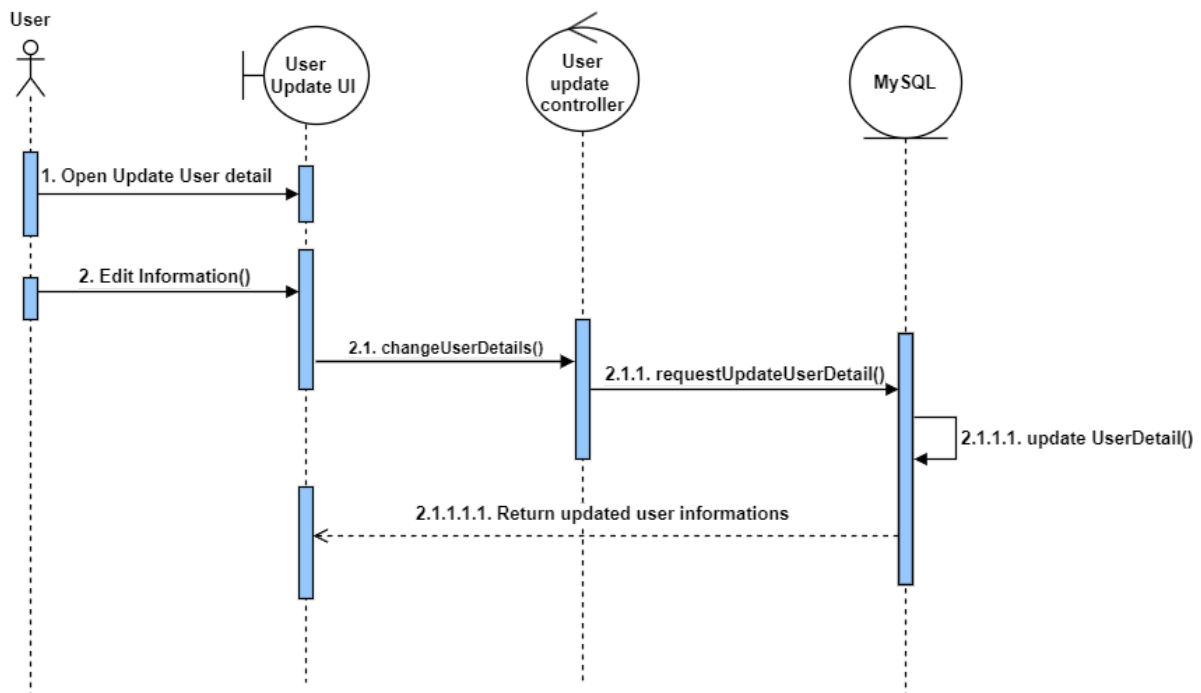 User
User
Update UI
User
update
controller
MySQL
1. Open Update User detail
2. Edit Information()
2.1. changeUserDetails()
2.1.1. requestUpdateUserDetail()
2.1.1.1. update UserDetail()
2.1.1.1.1. Return updated user informations